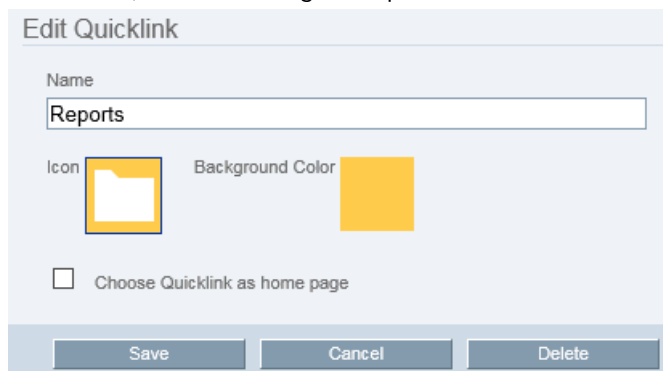 Edit Quicklink
Name
Reports
Icon Background Color
Choose Quicklink as home page
Save Cancel Delete